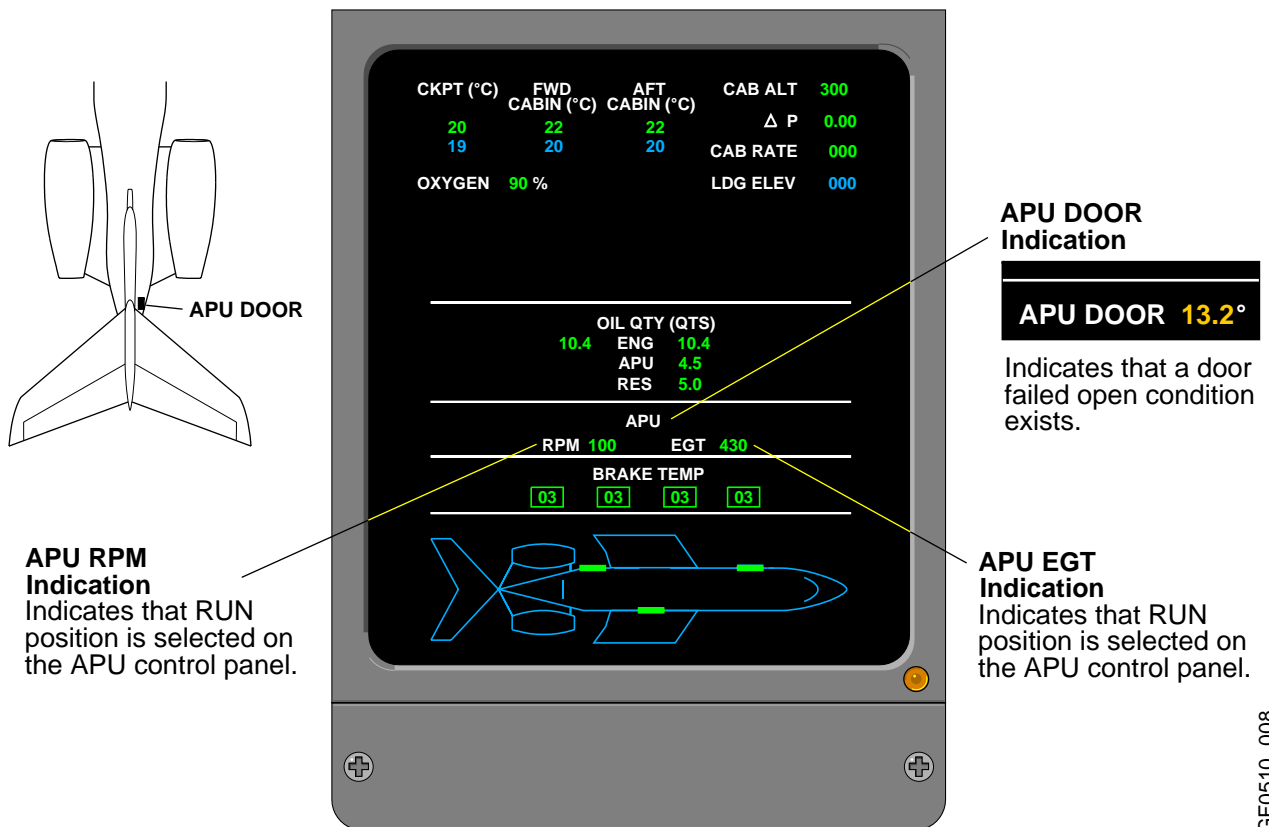 CKPT (°C) FWD CABIN (°C) AFT CABIN (°C)
20 22 22
19 20 20
OXYGEN 90 %
CAB ALT 300
Δ P 0.00
CAB RATE 000
LDG ELEV 000
APU DOOR
OIL QTY (QTS)
10.4 ENG 10.4
APU 4.5
RES 5.0
APU
RPM 100 EGT 430
BRAKE TEMP
03 03 03 03
APU DOOR
Indication
APU DOOR 13.2°
Indicates that a door
failed open condition
exists.
APU RPM
Indication
Indicates that RUN
position is selected on
the APU control panel.
APU EGT
Indication
Indicates that RUN
position is selected on
the APU control panel.